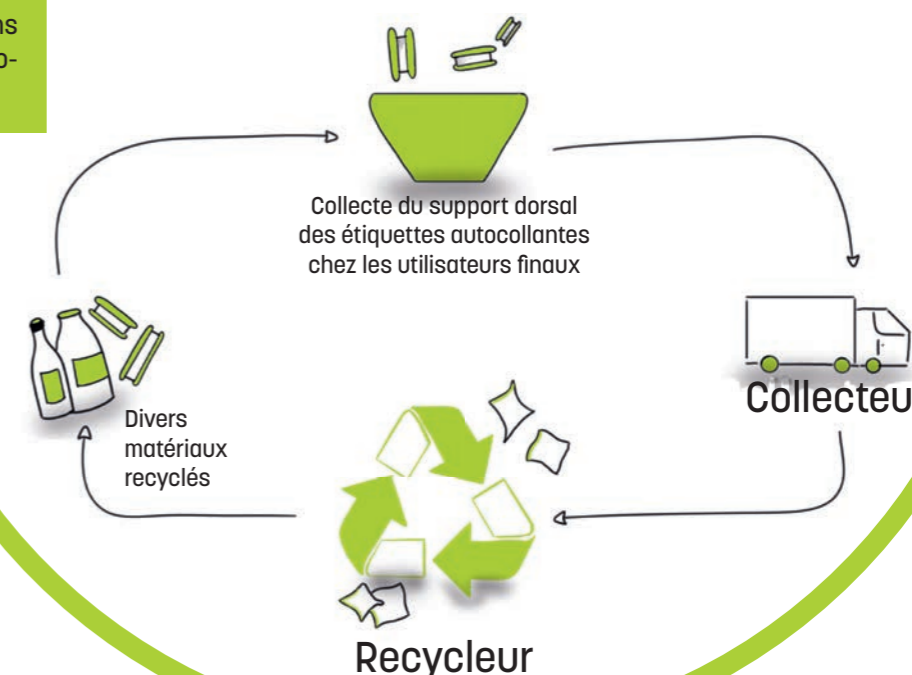 Collecte du support dorsal
des étiquettes autocollantes
chez les utilisateurs finaux
Collecteu
Divers
matériaux
recyclés
Recycleur